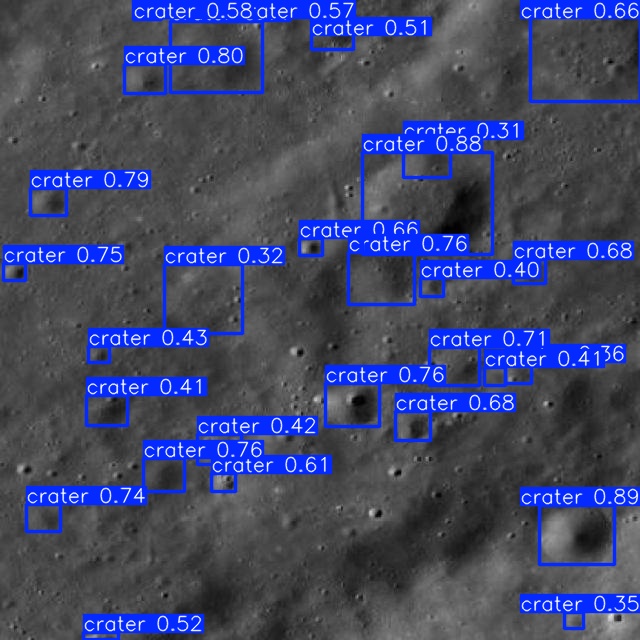 crater 0.58
ater 0.57
crater 0.66
crater 0.51
crater 0.80
crater 0.31
crater 0.88
crater 0.79
crater 0.66
crater 0.76
crater 0.68
crater 0.75
crater 0.32
crater 0.40
crater 0.43
crater 0.71
crater 0.41
36
crater 0.76
crater 0.41
crater 0.68
crater 0.42
crater 0.76
crater 0.61
crater 0.74
crater 0.89
crater 0.35
crater 0.52